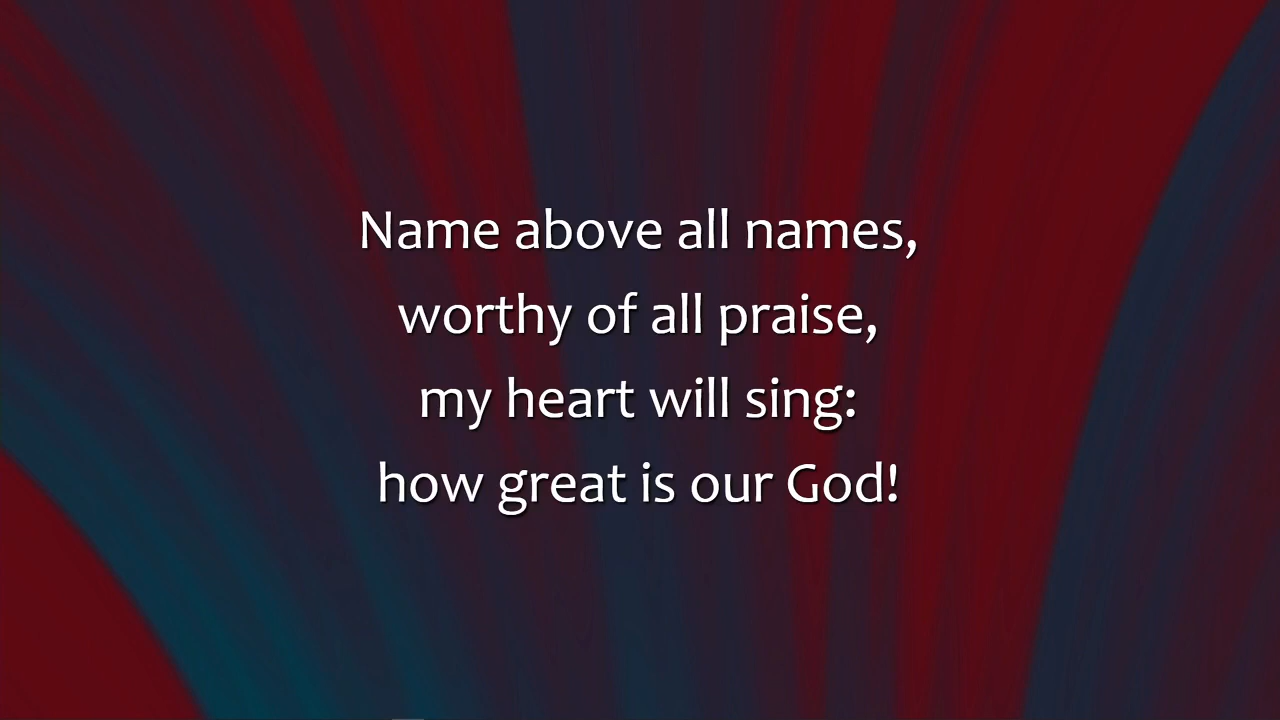 Name above all names,
worthy of all praise,
my heart will sing:
how great is our God!